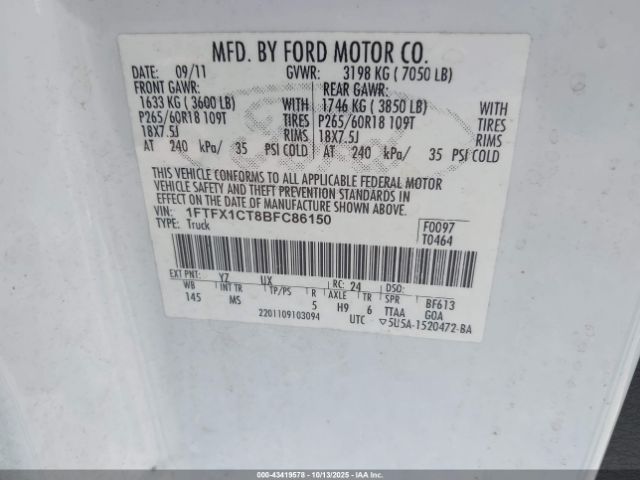 MFD. BY FORD MOTOR CO.
DATE: 09/11 GVWR: 3198 KG ( 7050 LB)
FRONT GAWR: REAR GAWR:
1633 KG ( 3600 LB) WITH 1746 KG ( 3850 LB) WITH
P265/60R18 109T TIRES P265/60R18 109T TIRES
18X7.5J RIMS 18X7.5J RIMS
AT 240 kPa/ 35 PSI COLD AT 240 kPa/ 35 PSI COLD
THIS VEHICLE CONFORMS TO ALL APPLICABLE FEDERAL MOTOR
VEHICLE SAFETY AND THEFT PREVENTION STANDARDS IN
EFFECT ON THE DATE OF MANUFACTURE SHOWN ABOVE.
VIN: 1FTFX1CT8BFC86150
TYPE: Truck
F0097
T0464
EXT PNT: YZ UX RC: 24 DSO:
WB INT TR TP/PS R AXLE TR SPR BF613
145 MS 5 H9 6 TTAA GOA
2201109103094 UTC ▽5U5A-1520472-BA
000-43419578 - 10/13/2025 - IAAI.COM